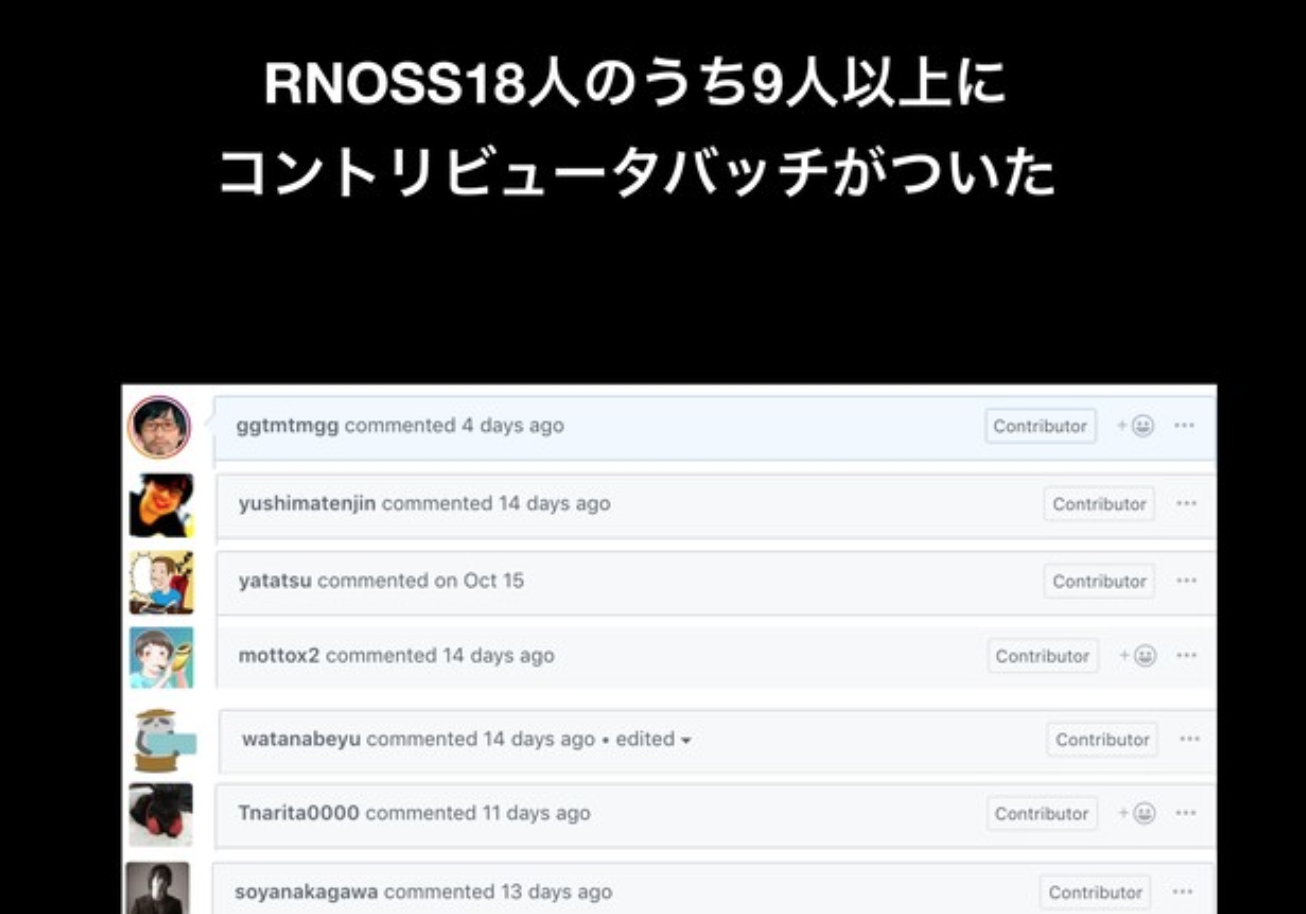 RNOSS18人のうち9人以上に
コントリビュータバッチがついた
ggtmtmgg commented 4 days ago Contributor
yushimatenjin commented 14 days ago Contributor
yatatsu commented on Oct 15 Contributor
mottox2 commented 14 days ago Contributor
watanabeyu commented 14 days ago • edited Contributor
Tnarita0000 commented 11 days ago Contributor
soyanakagawa commented 13 days ago Contributor